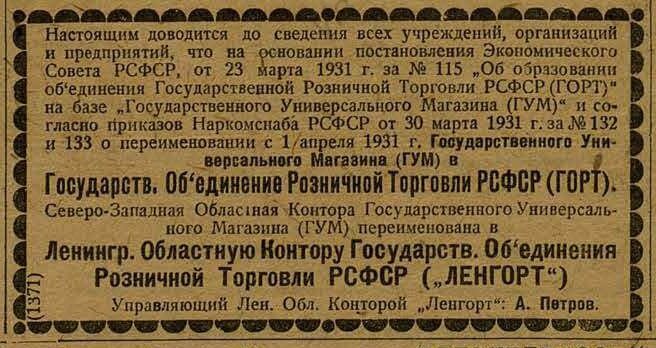 Настоящим доводится до сведения всех учреждений, организаций
и предприятий, что на основании постановления Экономического
Совета РСФСР, от 23 марта 1931 г. за № 115 „Об образовании
об'единения Государственной Розничной Торговли РСФСР (ГОРТ)“
на базе „Государственного Универсального Магазина (ГУМ)“ и со-
гласно приказов Наркомснаба РСФСР от 30 марта 1931 г. за № 132
и 133 о переименовании с 1/апреля 1931 г. Государственного Уни-
версального Магазина (ГУМ) в
Государств. Об'единение Розничной Торговли РСФСР (ГОРТ).
Северо-Западная Областная Контора Государственного Универсаль-
ного Магазина (ГУМ) переименована в
Ленингр. Областную Контору Государств. Об'единения
Розничной Торговли РСФСР („ЛЕНГОРТ“)
Управляющий Лен. Обл. Конторой „Ленгорт“: А. Петров.
(1371)